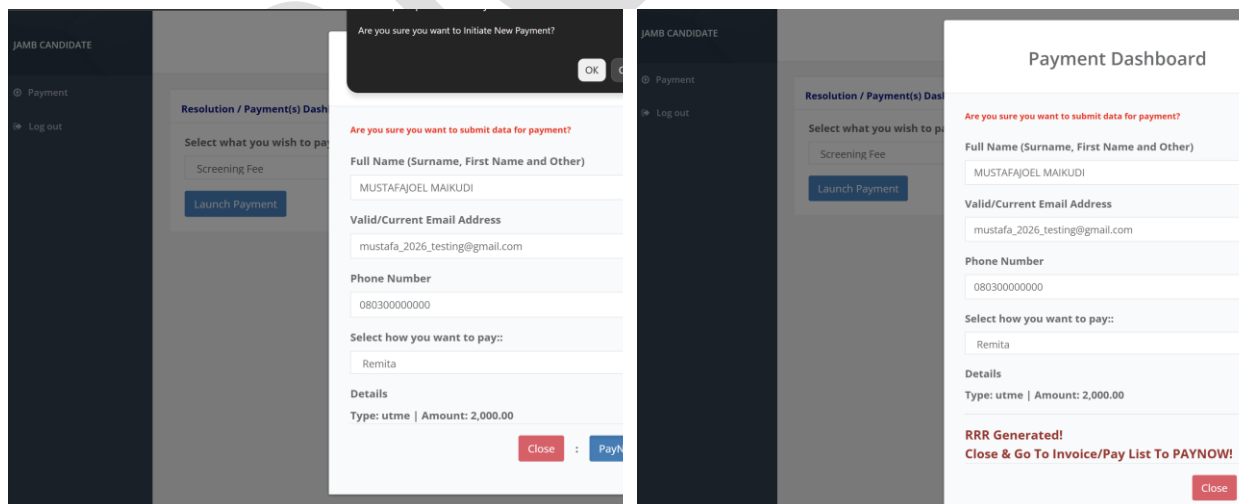 Are you sure you want to Initiate New Payment?
OK
JAMB CANDIDATE
Payment
Log out
Resolution / Payment(s) Dash
Select what you wish to pa
Screening Fee
Launch Payment
Are you sure you want to submit data for payment?
Full Name (Surname, First Name and Other)
MUSTAFAJOEL MAIKUDI
Valid/Current Email Address
mustafa_2026_testing@gmail.com
Phone Number
080300000000
Select how you want to pay::
Remita
Details
Type: utme | Amount: 2,000.00
Close : PayN
JAMB CANDIDATE
Payment
Log out
Resolution / Payment(s) Das
Select what you wish to pa
Screening Fee
Launch Payment
Payment Dashboard
Are you sure you want to submit data for payment?
Full Name (Surname, First Name and Other)
MUSTAFAJOEL MAIKUDI
Valid/Current Email Address
mustafa_2026_testing@gmail.com
Phone Number
080300000000
Select how you want to pay::
Remita
Details
Type: utme | Amount: 2,000.00
RRR Generated!
Close & Go To Invoice/Pay List To PAYNOW!
Close